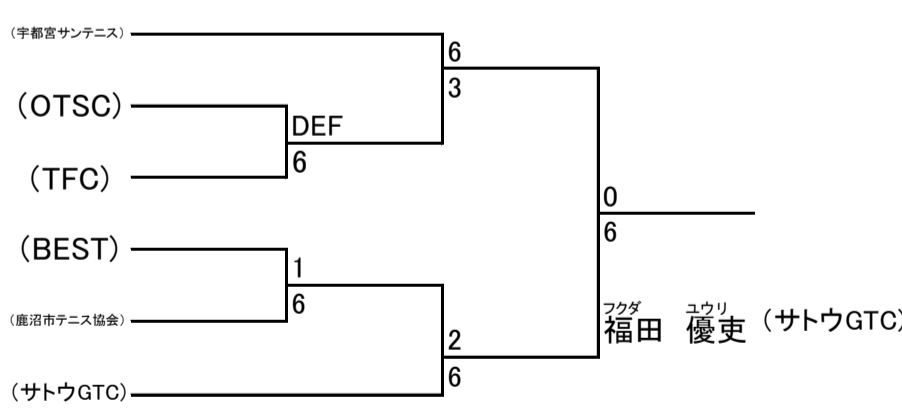 (宇都宮サンテニス)
6
3
(OTSC)
DEF
6
(TFC)
0
6
(BEST)
1
6
(鹿沼市テニス協会)
フクダ ユウリ
福田 優吏 (サトウGTC)
2
6
(サトウGTC)